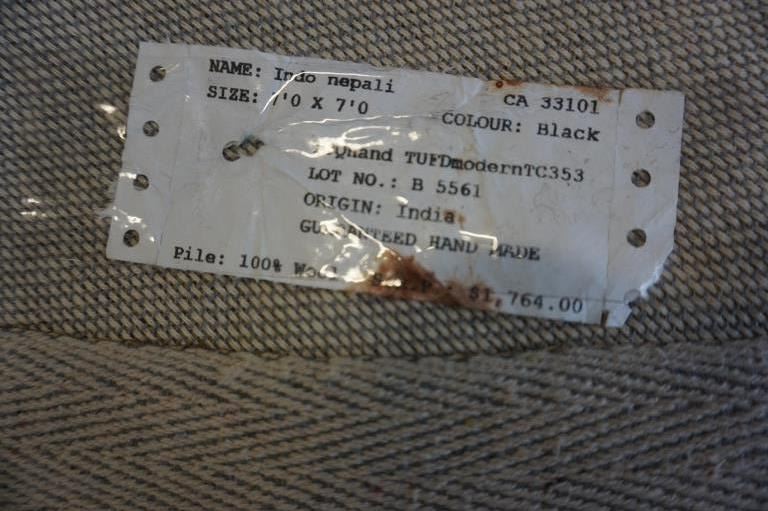 NAME: Indo nepali
CA 33101
SIZE: 7'0 X 7'0
COLOUR: Black
TUFDmodernTC353
LOT NO.: B 5561
ORIGIN: India
GUARANTEED HAND MADE
Pile: 100% Wool $1,764.00